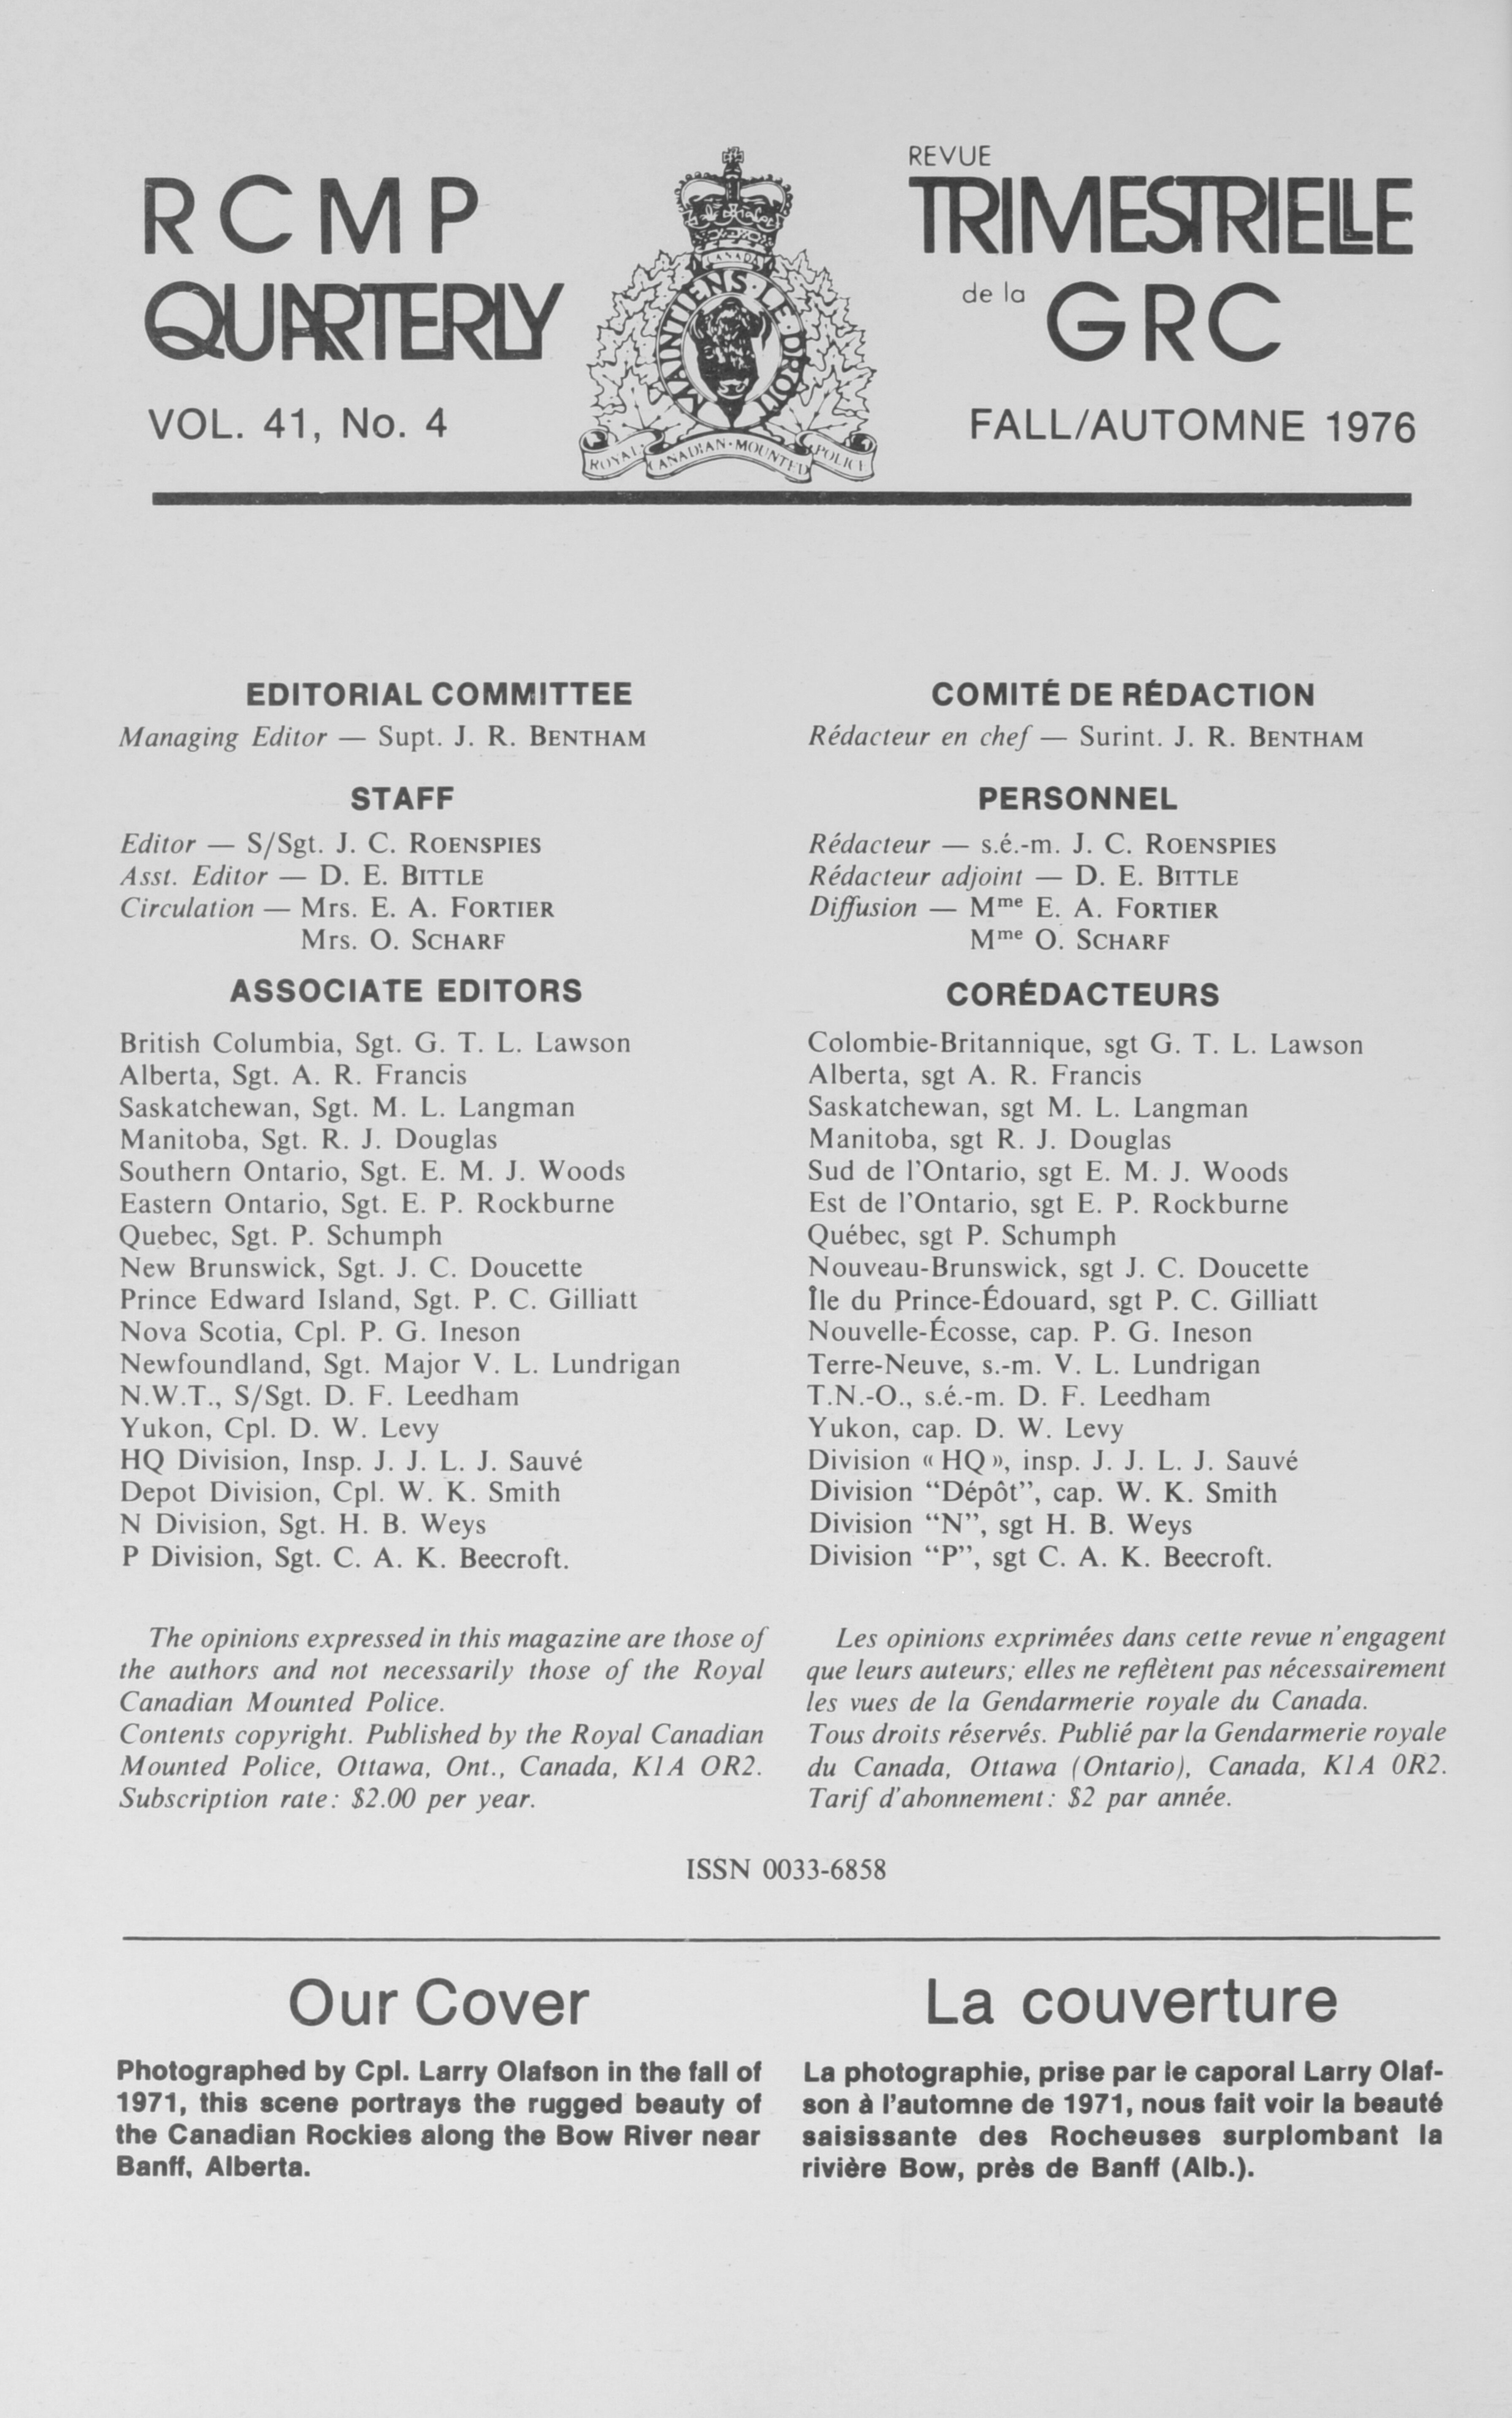 RCMP
QUARTERLY
VOL. 41, No. 4
CANADA
MAINTIENS·LE·DROIT
ROYAL CANADIAN·MOUNTED POLICE
REVUE
TRIMESTRIELLE
de la GRC
FALL/AUTOMNE 1976
EDITORIAL COMMITTEE
Managing Editor — Supt. J. R. BENTHAM
STAFF
Editor — S/Sgt. J. C. ROENSPIES
Asst. Editor — D. E. BITTLE
Circulation — Mrs. E. A. FORTIER
Mrs. O. SCHARF
ASSOCIATE EDITORS
British Columbia, Sgt. G. T. L. Lawson
Alberta, Sgt. A. R. Francis
Saskatchewan, Sgt. M. L. Langman
Manitoba, Sgt. R. J. Douglas
Southern Ontario, Sgt. E. M. J. Woods
Eastern Ontario, Sgt. E. P. Rockburne
Quebec, Sgt. P. Schumph
New Brunswick, Sgt. J. C. Doucette
Prince Edward Island, Sgt. P. C. Gilliatt
Nova Scotia, Cpl. P. G. Ineson
Newfoundland, Sgt. Major V. L. Lundrigan
N.W.T., S/Sgt. D. F. Leedham
Yukon, Cpl. D. W. Levy
HQ Division, Insp. J. J. L. J. Sauvé
Depot Division, Cpl. W. K. Smith
N Division, Sgt. H. B. Weys
P Division, Sgt. C. A. K. Beecroft.
The opinions expressed in this magazine are those of
the authors and not necessarily those of the Royal
Canadian Mounted Police.
Contents copyright. Published by the Royal Canadian
Mounted Police, Ottawa, Ont., Canada, K1A OR2.
Subscription rate: $2.00 per year.
COMITÉ DE RÉDACTION
Rédacteur en chef — Surint. J. R. BENTHAM
PERSONNEL
Rédacteur — s.é.-m. J. C. ROENSPIES
Rédacteur adjoint — D. E. BITTLE
Diffusion — Mme E. A. FORTIER
Mme O. SCHARF
CORÉDACTEURS
Colombie-Britannique, sgt G. T. L. Lawson
Alberta, sgt A. R. Francis
Saskatchewan, sgt M. L. Langman
Manitoba, sgt R. J. Douglas
Sud de l'Ontario, sgt E. M. J. Woods
Est de l'Ontario, sgt E. P. Rockburne
Québec, sgt P. Schumph
Nouveau-Brunswick, sgt J. C. Doucette
Île du Prince-Édouard, sgt P. C. Gilliatt
Nouvelle-Écosse, cap. P. G. Ineson
Terre-Neuve, s.-m. V. L. Lundrigan
T.N.-O., s.é.-m. D. F. Leedham
Yukon, cap. D. W. Levy
Division « HQ », insp. J. J. L. J. Sauvé
Division “Dépôt”, cap. W. K. Smith
Division “N”, sgt H. B. Weys
Division “P”, sgt C. A. K. Beecroft.
Les opinions exprimées dans cette revue n'engagent
que leurs auteurs; elles ne reflètent pas nécessairement
les vues de la Gendarmerie royale du Canada.
Tous droits réservés. Publié par la Gendarmerie royale
du Canada, Ottawa (Ontario), Canada, K1A 0R2.
Tarif d'abonnement: $2 par année.
ISSN 0033-6858
Our Cover
Photographed by Cpl. Larry Olafson in the fall of
1971, this scene portrays the rugged beauty of
the Canadian Rockies along the Bow River near
Banff, Alberta.
La couverture
La photographie, prise par le caporal Larry Olaf-
son à l'automne de 1971, nous fait voir la beauté
saisissante des Rocheuses surplombant la
rivière Bow, près de Banff (Alb.).